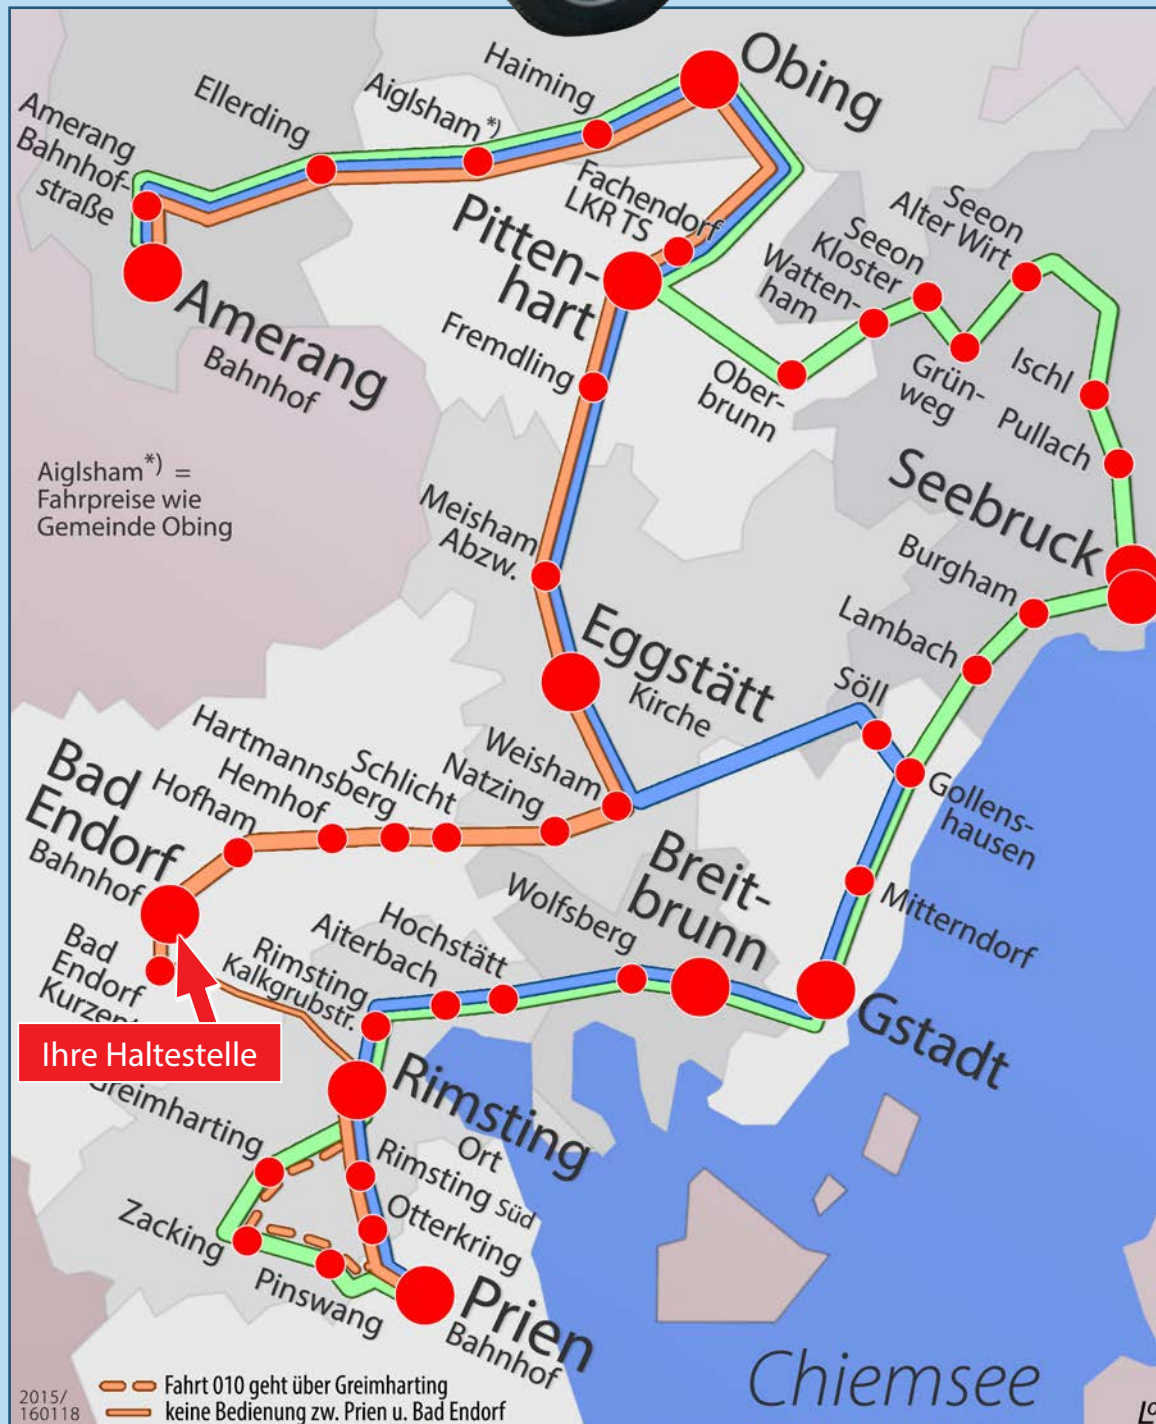 Obing
Haiming
Aiglsham *)
Ellerding
Amerang
Bahnhof-
straße
Amerang
Bahnhof
Fachendorf
LKR TS
Pitten-
hart
Fremdling
Seeon
Alter Wirt
Seeon
Kloster
Watten-
ham
Ober-
brunn
Grün-
weg
Ischl
Pullach
Seebruck
Aiglsham *) =
Fahrpreise wie
Gemeinde Obing
Meisham
Abzw.
Burgham
Lambach
Eggstätt
Kirche
Söll
Weisham
Natzing
Schlicht
Hartmannsberg
Hemhof
Hofham
Bad
Endorf
Bahnhof
Gollens-
hausen
Mitterndorf
Breit-
brunn
Wolfsberg
Hochstätt
Aiterbach
Rimsting
Kalkgrubstr.
Bad
Endorf
Ihre Haltestelle
Gstadt
Rimsting
Ort
Greimharting
Rimsting Süd
Otterkring
Zacking
Pinswang
Prien
Bahnhof
Chiemsee
Fahrt 010 geht über Greimharting
keine Bedienung zw. Prien u. Bad Endorf
2015/
160118